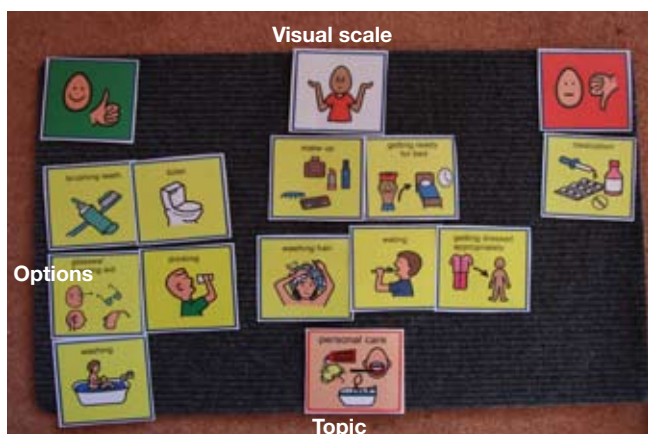 Visual scale
make up
getting ready
for bed
medication
brushing teeth
toilet
washing hair
eating
getting dressed
appropriately
glasses/
drinking
Options
washing
personal care
Topic